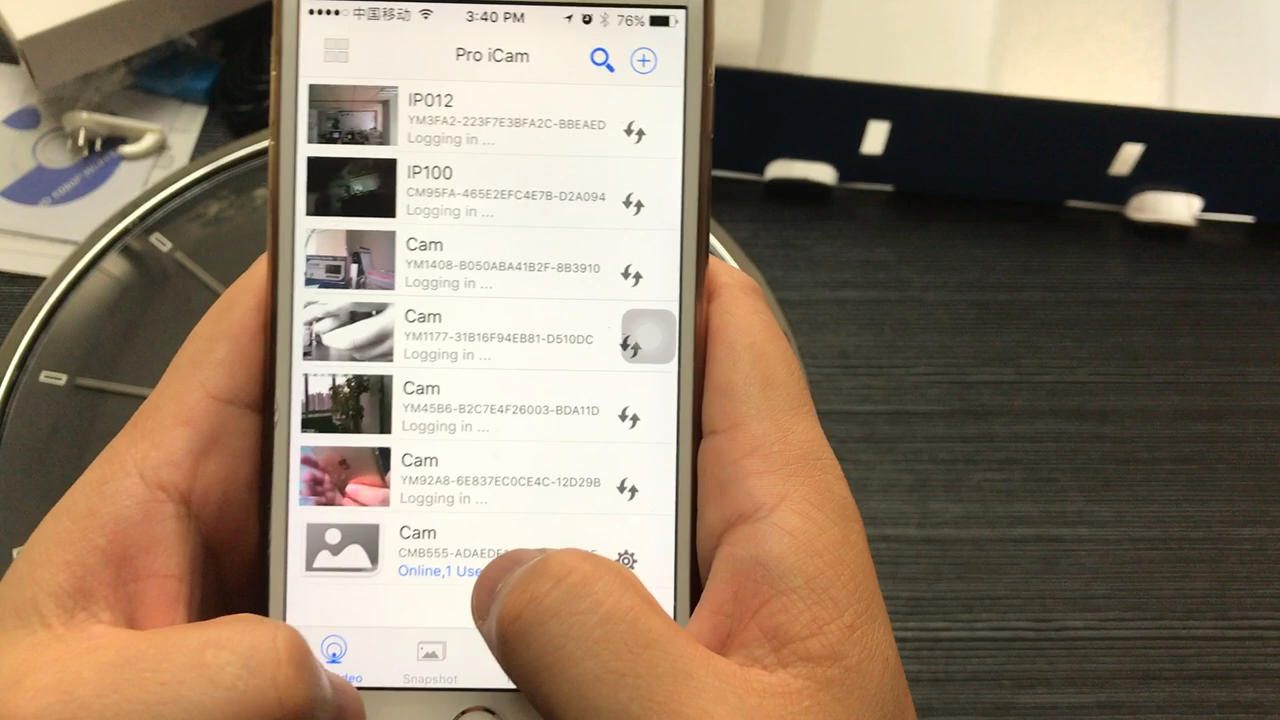 中国移动 3:40 PM 76%
Pro iCam
IP012
YM3FA2-223F7E3BFA2C-BBEAED
Logging in ...
IP100
CM95FA-465E2EFC4E7B-D2A094
Logging in ...
Cam
YM1408-B050ABA41B2F-8B3910
Logging in ...
Cam
YM1177-31B16F94EB81-D510DC
Logging in ...
Cam
YM45B6-B2C7E4F26003-BDA11D
Logging in ...
Cam
YM92A8-6E837EC0CE4C-12D29B
Logging in ...
Cam
CMB555-ADAEDF
Online,1 Use
Snapshot